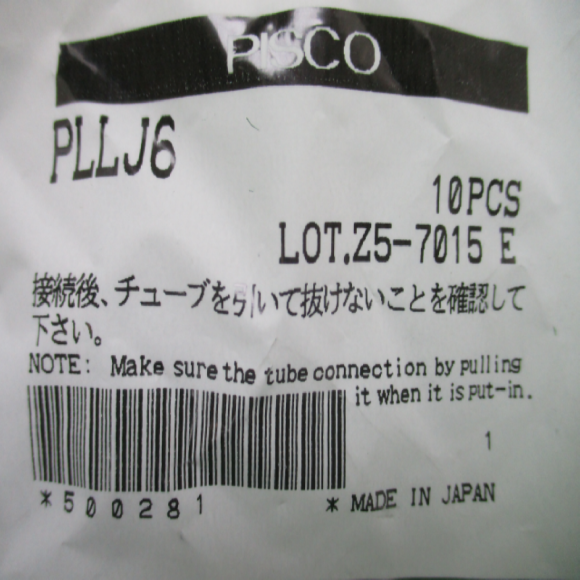 PISCO
PLLJ6
10PCS
LOT.Z5-7015 E
接続後、チューブを引いて抜けないことを確認して
下さい。
NOTE: Make sure the tube connection by pulling
it when it is put-in.
1
*500281 * MADE IN JAPAN